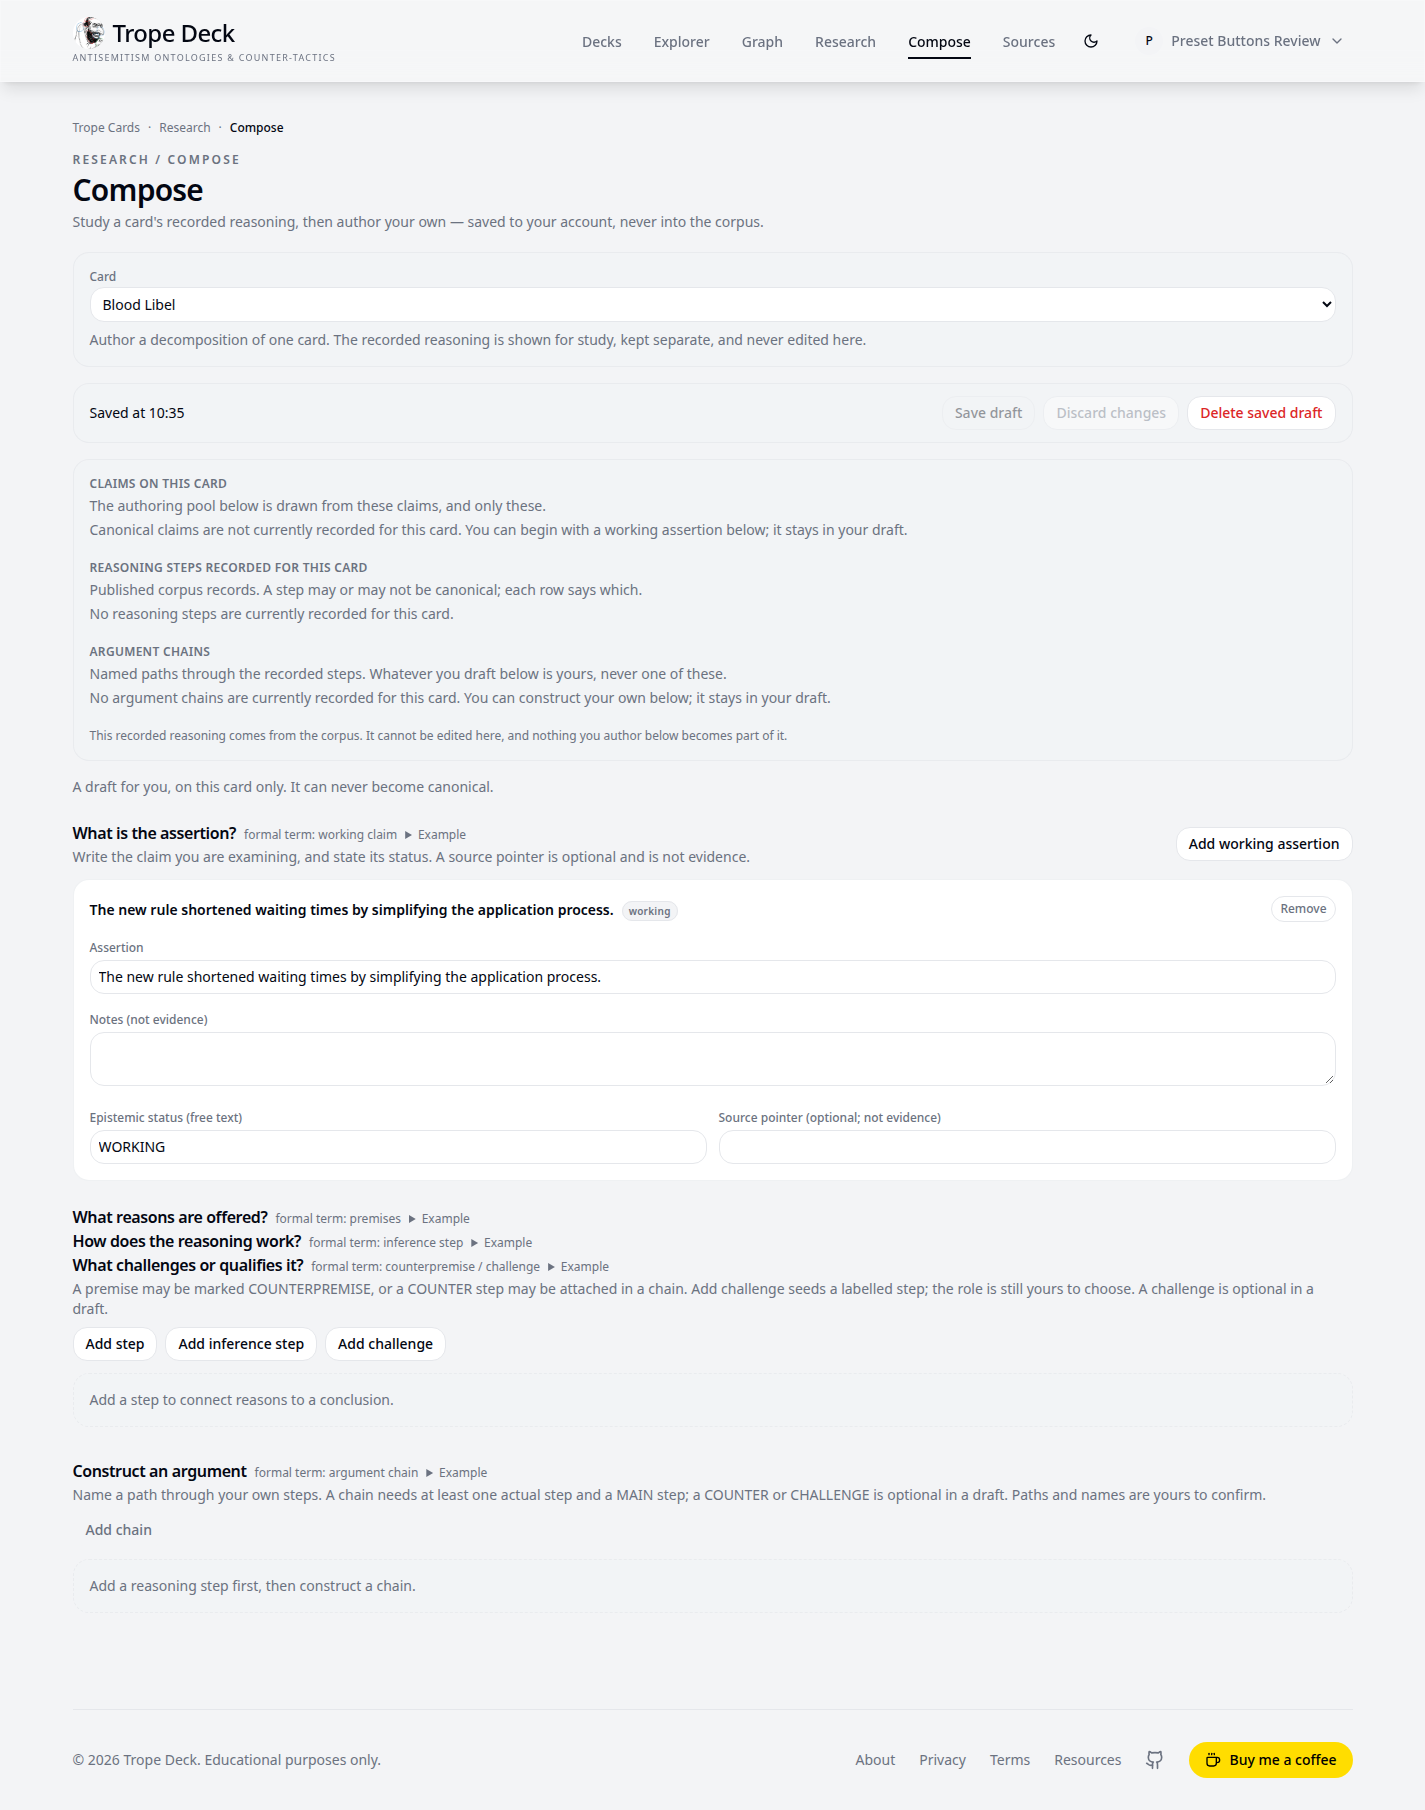 Trope Deck
ANTISEMITISM ONTOLOGIES & COUNTER-TACTICS
Decks
Explorer
Graph
Research
Compose
Sources
P
Preset Buttons Review
Trope Cards · Research · Compose
RESEARCH / COMPOSE
Compose
Study a card's recorded reasoning, then author your own — saved to your account, never into the corpus.
Card
Blood Libel
Author a decomposition of one card. The recorded reasoning is shown for study, kept separate, and never edited here.
Saved at 10:35
Save draft
Discard changes
Delete saved draft
CLAIMS ON THIS CARD
The authoring pool below is drawn from these claims, and only these.
Canonical claims are not currently recorded for this card. You can begin with a working assertion below; it stays in your draft.
REASONING STEPS RECORDED FOR THIS CARD
Published corpus records. A step may or may not be canonical; each row says which.
No reasoning steps are currently recorded for this card.
ARGUMENT CHAINS
Named paths through the recorded steps. Whatever you draft below is yours, never one of these.
No argument chains are currently recorded for this card. You can construct your own below; it stays in your draft.
This recorded reasoning comes from the corpus. It cannot be edited here, and nothing you author below becomes part of it.
A draft for you, on this card only. It can never become canonical.
What is the assertion? formal term: working claim ▶ Example
Write the claim you are examining, and state its status. A source pointer is optional and is not evidence.
Add working assertion
The new rule shortened waiting times by simplifying the application process. working
Remove
Assertion
The new rule shortened waiting times by simplifying the application process.
Notes (not evidence)
Epistemic status (free text)
Source pointer (optional; not evidence)
WORKING
What reasons are offered? formal term: premises ▶ Example
How does the reasoning work? formal term: inference step ▶ Example
What challenges or qualifies it? formal term: counterpremise / challenge ▶ Example
A premise may be marked COUNTERPREMISE, or a COUNTER step may be attached in a chain. Add challenge seeds a labelled step; the role is still yours to choose. A challenge is optional in a
draft.
Add step
Add inference step
Add challenge
Add a step to connect reasons to a conclusion.
Construct an argument formal term: argument chain ▶ Example
Name a path through your own steps. A chain needs at least one actual step and a MAIN step; a COUNTER or CHALLENGE is optional in a draft. Paths and names are yours to confirm.
Add chain
Add a reasoning step first, then construct a chain.
© 2026 Trope Deck. Educational purposes only.
About
Privacy
Terms
Resources
Buy me a coffee